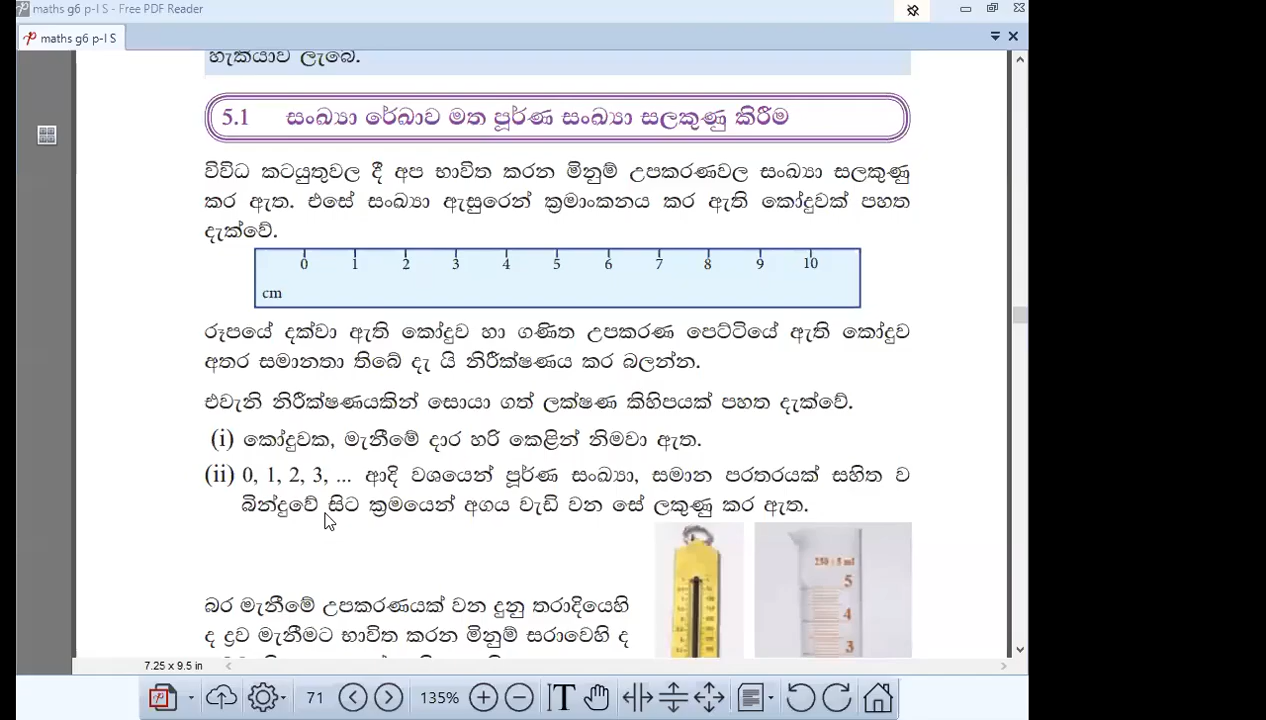 maths g6 p-I S - Free PDF Reader
maths g6 p-I S
හැකියාව ලැබේ.
5.1 සංඛ්‍යා රේඛාව මත පූර්ණ සංඛ්‍යා සලකුණු කිරීම
විවිධ කටයුතුවල දී අප භාවිත කරන මිනුම් උපකරණවල සංඛ්‍යා සලකුණු
කර ඇත. එසේ සංඛ්‍යා ඇසුරෙන් ක්‍රමාංකනය කර ඇති කෝදුවක් පහත
දැක්වේ.
0 1 2 3 4 5 6 7 8 9 10
cm
රූපයේ දක්වා ඇති කෝදුව හා ගණිත උපකරණ පෙට්ටියේ ඇති කෝදුව
අතර සමානතා තිබේ දැ යි නිරීක්ෂණය කර බලන්න.
එවැනි නිරීක්ෂණයකින් සොයා ගත් ලක්ෂණ කිහිපයක් පහත දැක්වේ.
(i) කෝදුවක, මැනීමේ දාර හරි කෙළින් නිමවා ඇත.
(ii) 0, 1, 2, 3, ... ආදි වශයෙන් පූර්ණ සංඛ්‍යා, සමාන පරතරයක් සහිත ව
බින්දුවේ සිට ක්‍රමයෙන් අගය වැඩි වන සේ ලකුණු කර ඇත.
250 : 5 ml
5
4
3
බර මැනීමේ උපකරණයක් වන දුනු තරාදියෙහි
ද ද්‍රව මැනීමට භාවිත කරන මිනුම් සරාවෙහි ද
7.25 x 9.5 in
71 135%